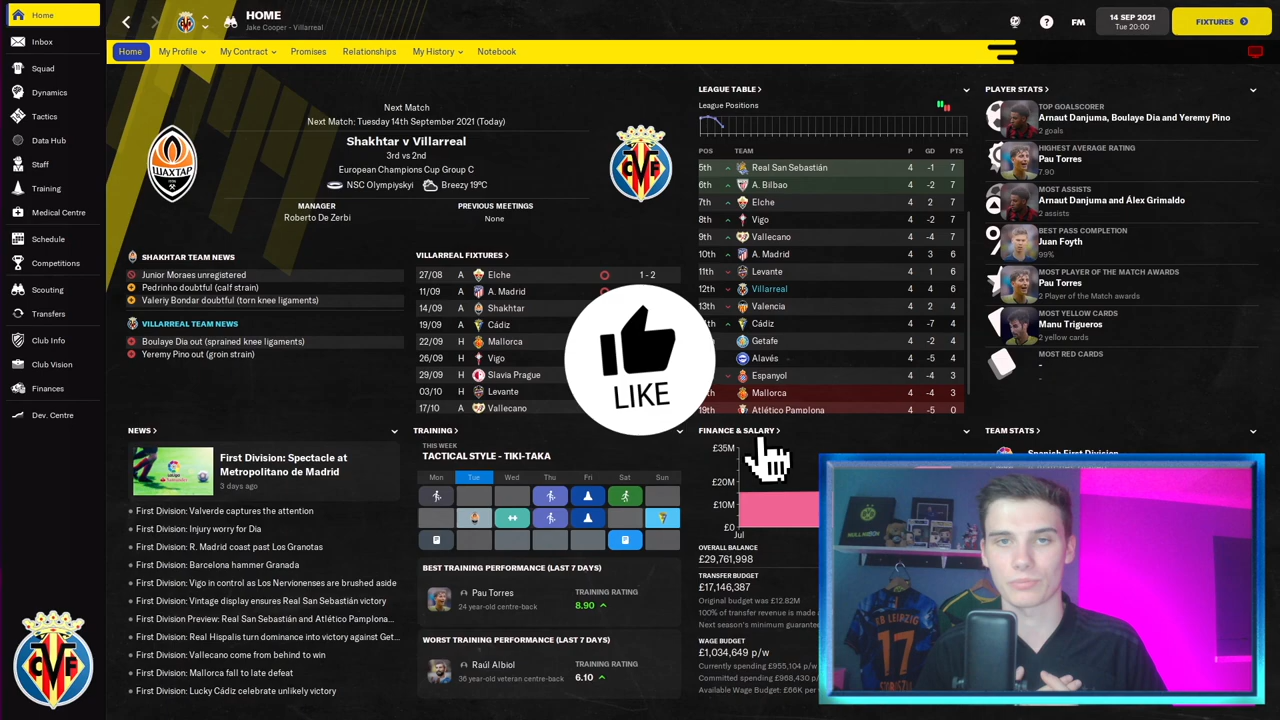 Home
Inbox
Squad
Dynamics
Tactics
Data Hub
Staff
Training
Medical Centre
Schedule
Competitions
Scouting
Transfers
Club Info
Club Vision
Finances
Dev. Centre
HOME
Jake Cooper - Villarreal
FM
14 SEP 2021
Tue 20:00
FIXTURES
Home
My Profile
My Contract
Promises
Relationships
My History
Notebook
Next Match
Next Match: Tuesday 14th September 2021 (Today)
Shakhtar v Villarreal
3rd vs 2nd
European Champions Cup Group C
NSC Olympiyskyi
Breezy 19°C
MANAGER
Roberto De Zerbi
PREVIOUS MEETINGS
None
ШАХТАР
SHAKHTAR TEAM NEWS
Junior Moraes unregistered
Pedrinho doubtful (calf strain)
Valeriy Bondar doubtful (torn knee ligaments)
VILLARREAL TEAM NEWS
Boulaye Dia out (sprained knee ligaments)
Yeremy Pino out (groin strain)
VILLARREAL FIXTURES
27/08 A Elche 1 - 2
11/09 A A. Madrid
14/09 A Shakhtar
19/09 A Cádiz
22/09 H Mallorca
26/09 H Vigo
29/09 H Slavia Prague
03/10 H Levante
17/10 A Vallecano
LIKE
LEAGUE TABLE
League Positions
POS TEAM P GD PTS
5th Real San Sebastián 4 -1 7
6th A. Bilbao 4 -2 7
7th Elche 4 2 7
8th Vigo 4 -2 7
9th Vallecano 4 -4 7
10th A. Madrid 4 3 6
11th Levante 4 1 6
12th Villarreal 4 4 6
13th Valencia 4 2 4
Cádiz 4 -7 4
Getafe 4 -2 4
Alavés 4 -5 4
Espanyol 4 -4 3
Mallorca 4 -4 3
19th Atlético Pamplona 4 -5 0
PLAYER STATS
TOP GOALSCORER
Arnaut Danjuma, Boulaye Dia and Yeremy Pino
2 goals
HIGHEST AVERAGE RATING
Pau Torres
7.90
MOST ASSISTS
Arnaut Danjuma and Álex Grimaldo
2 assists
BEST PASS COMPLETION
Juan Foyth
99%
MOST PLAYER OF THE MATCH AWARDS
Pau Torres
2 Player of the Match awards
MOST YELLOW CARDS
Manu Trigueros
2 yellow cards
MOST RED CARDS
-
-
NEWS
First Division: Spectacle at
Metropolitano de Madrid
3 days ago
First Division: Valverde captures the attention
First Division: Injury worry for Dia
First Division: R. Madrid coast past Los Granotas
First Division: Barcelona hammer Granada
First Division: Vigo in control as Los Nervionenses are brushed aside
First Division: Vintage display ensures Real San Sebastián victory
First Division Preview: Real San Sebastián and Atlético Pamplona...
First Division: Real Hispalis turn dominance into victory against Get...
First Division: Vallecano come from behind to win
First Division: Mallorca fall to late defeat
First Division: Lucky Cádiz celebrate unlikely victory
TRAINING
THIS WEEK
TACTICAL STYLE - TIKI-TAKA
Mon Tue Wed Thu Fri Sat Sun
BEST TRAINING PERFORMANCE (LAST 7 DAYS)
Pau Torres
24 year-old centre-back
TRAINING RATING
8.90
WORST TRAINING PERFORMANCE (LAST 7 DAYS)
Raúl Albiol
36 year-old veteran centre-back
TRAINING RATING
6.10
FINANCE & SALARY
£35M
£20M
£10M
£0
Jul
OVERALL BALANCE
£29,761,998
TRANSFER BUDGET
£17,146,387
Original budget was £12.82M
100% of transfer revenue is made
Next season's minimum guarantee
WAGE BUDGET
£1,034,649 p/w
Currently spending £955,104 p/w
Committed spending £968,430 p/
Available Wage Budget: £66K per
TEAM STATS
Spanish First Division
RB LEIPZIG
17
CVF